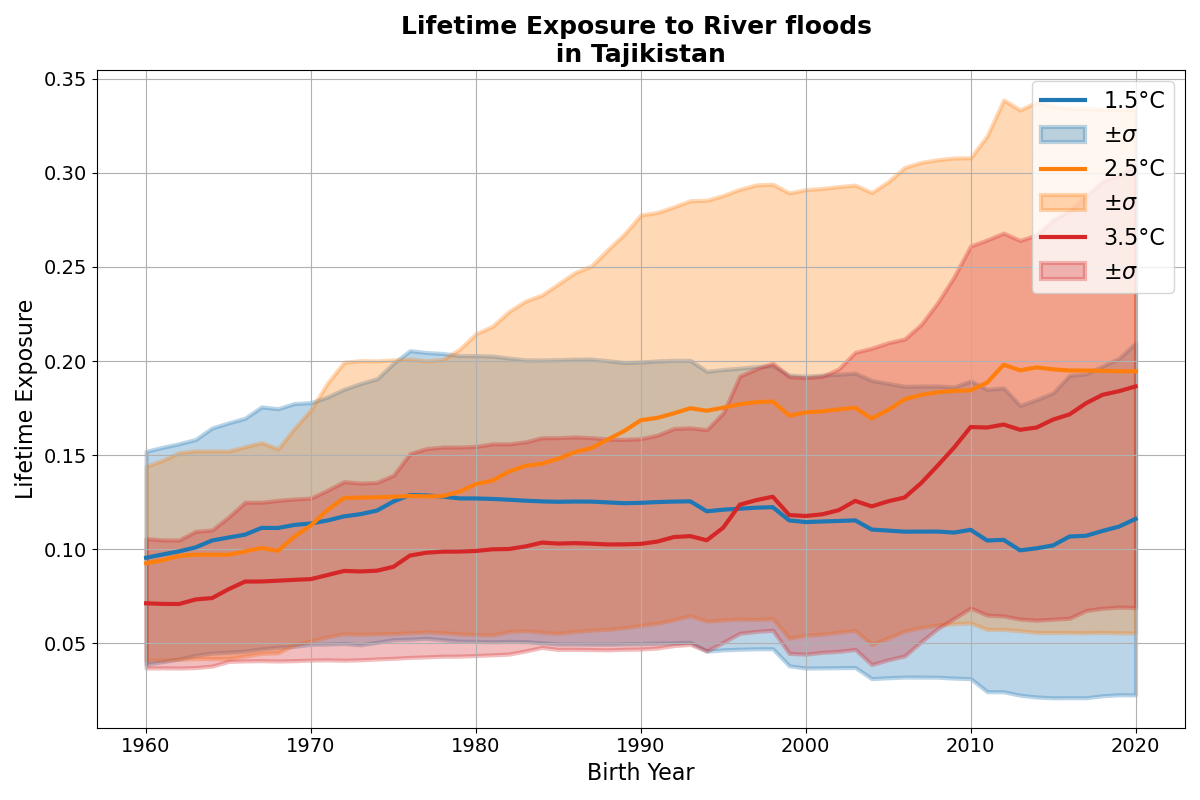 Lifetime Exposure to River floods
in Tajikistan
Lifetime Exposure
0.35
0.30
0.25
0.20
0.15
0.10
0.05
1960
1970
1980
1990
2000
2010
2020
Birth Year
1.5°C
±σ
2.5°C
±σ
3.5°C
±σ